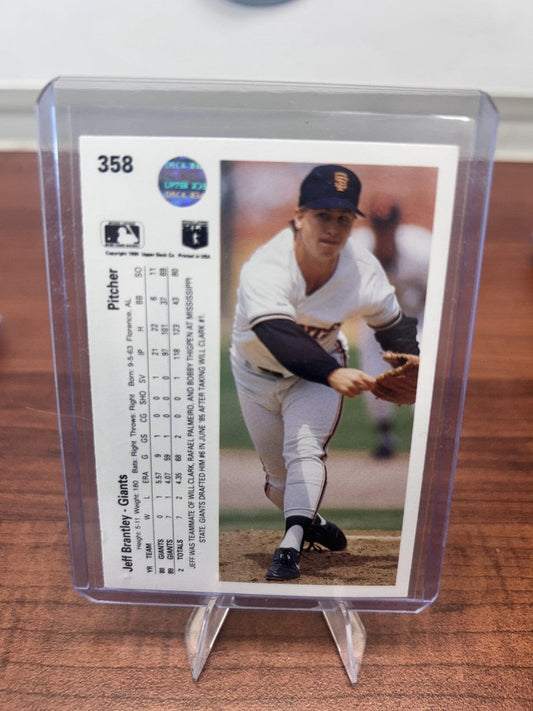 358
UPPER DECK
Copyright 1990 Upper Deck Co. Printed in USA
Jeff Brantley · Giants Pitcher
Height: 5-11 Weight: 180 Bats: Right Throws: Right Born: 9-5-63 Florence, AL
YR TEAM W L ERA G GS CG SHO SV IP H BB SO
88 GIANTS 0 1 5.57 9 1 0 0 1 21 22 6 11
89 GIANTS 7 1 4.07 59 1 0 0 0 97 101 37 69
2 TOTALS 7 2 4.35 68 2 0 0 1 118 123 43 80
JEFF WAS TEAMMATE OF WILL CLARK, RAFAEL PALMEIRO, AND BOBBY THIGPEN AT MISSISSIPPI
STATE. GIANTS DRAFTED HIM #6 IN JUNE '85 AFTER TAKING WILL CLARK #1.
SF